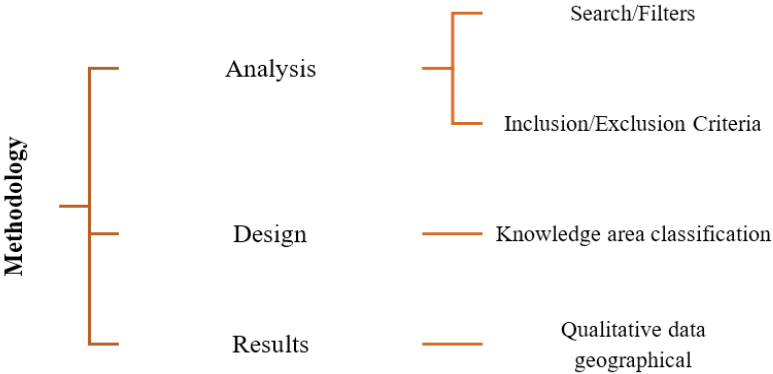 Methodology
Analysis
Search/Filters
Inclusion/Exclusion Criteria
Design
Knowledge area classification
Results
Qualitative data
geographical